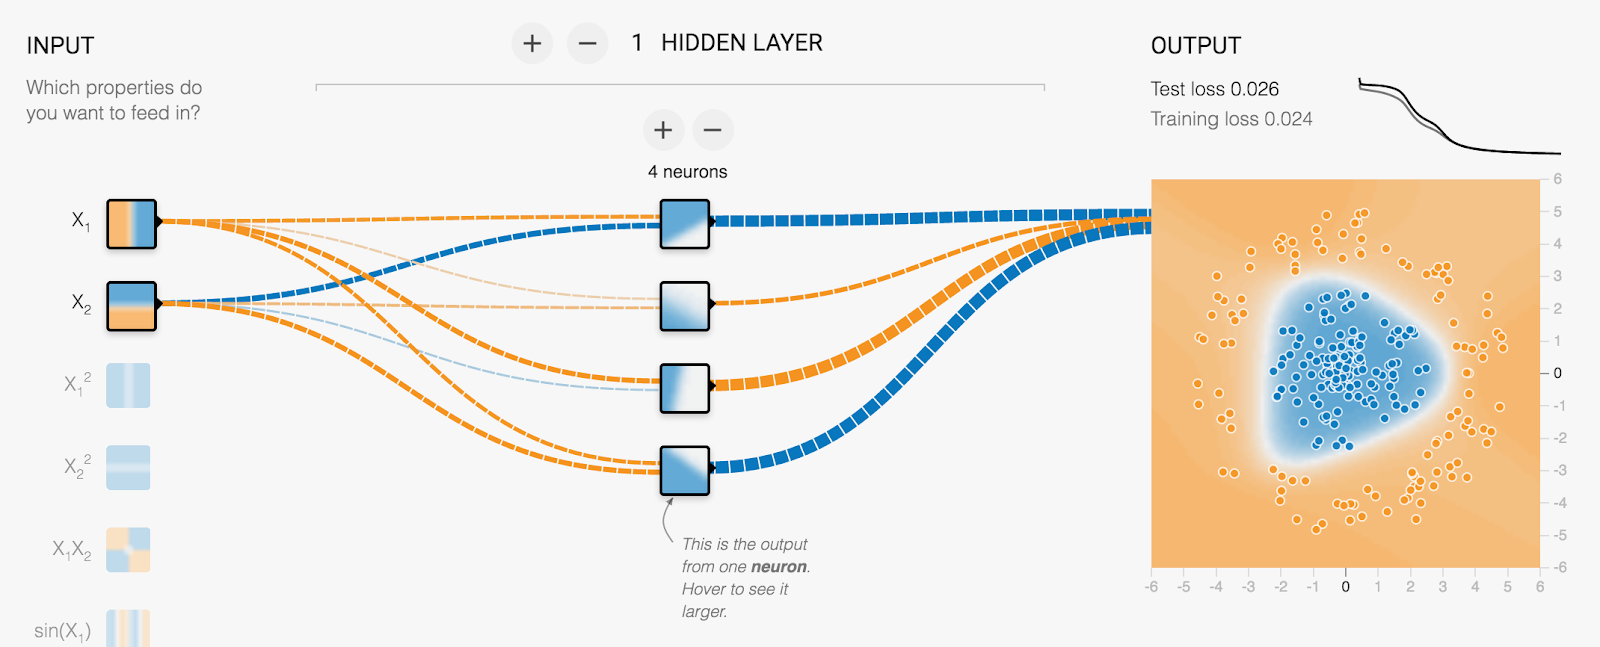 INPUT
Which properties do
you want to feed in?
+ − 1 HIDDEN LAYER
+ −
4 neurons
X₁
X₂
X₁²
X₂²
X₁X₂
sin(X₁)
This is the output
from one neuron.
Hover to see it
larger.
OUTPUT
Test loss 0.026
Training loss 0.024
6
5
4
3
2
1
0
-1
-2
-3
-4
-5
-6
-6 -5 -4 -3 -2 -1 0 1 2 3 4 5 6